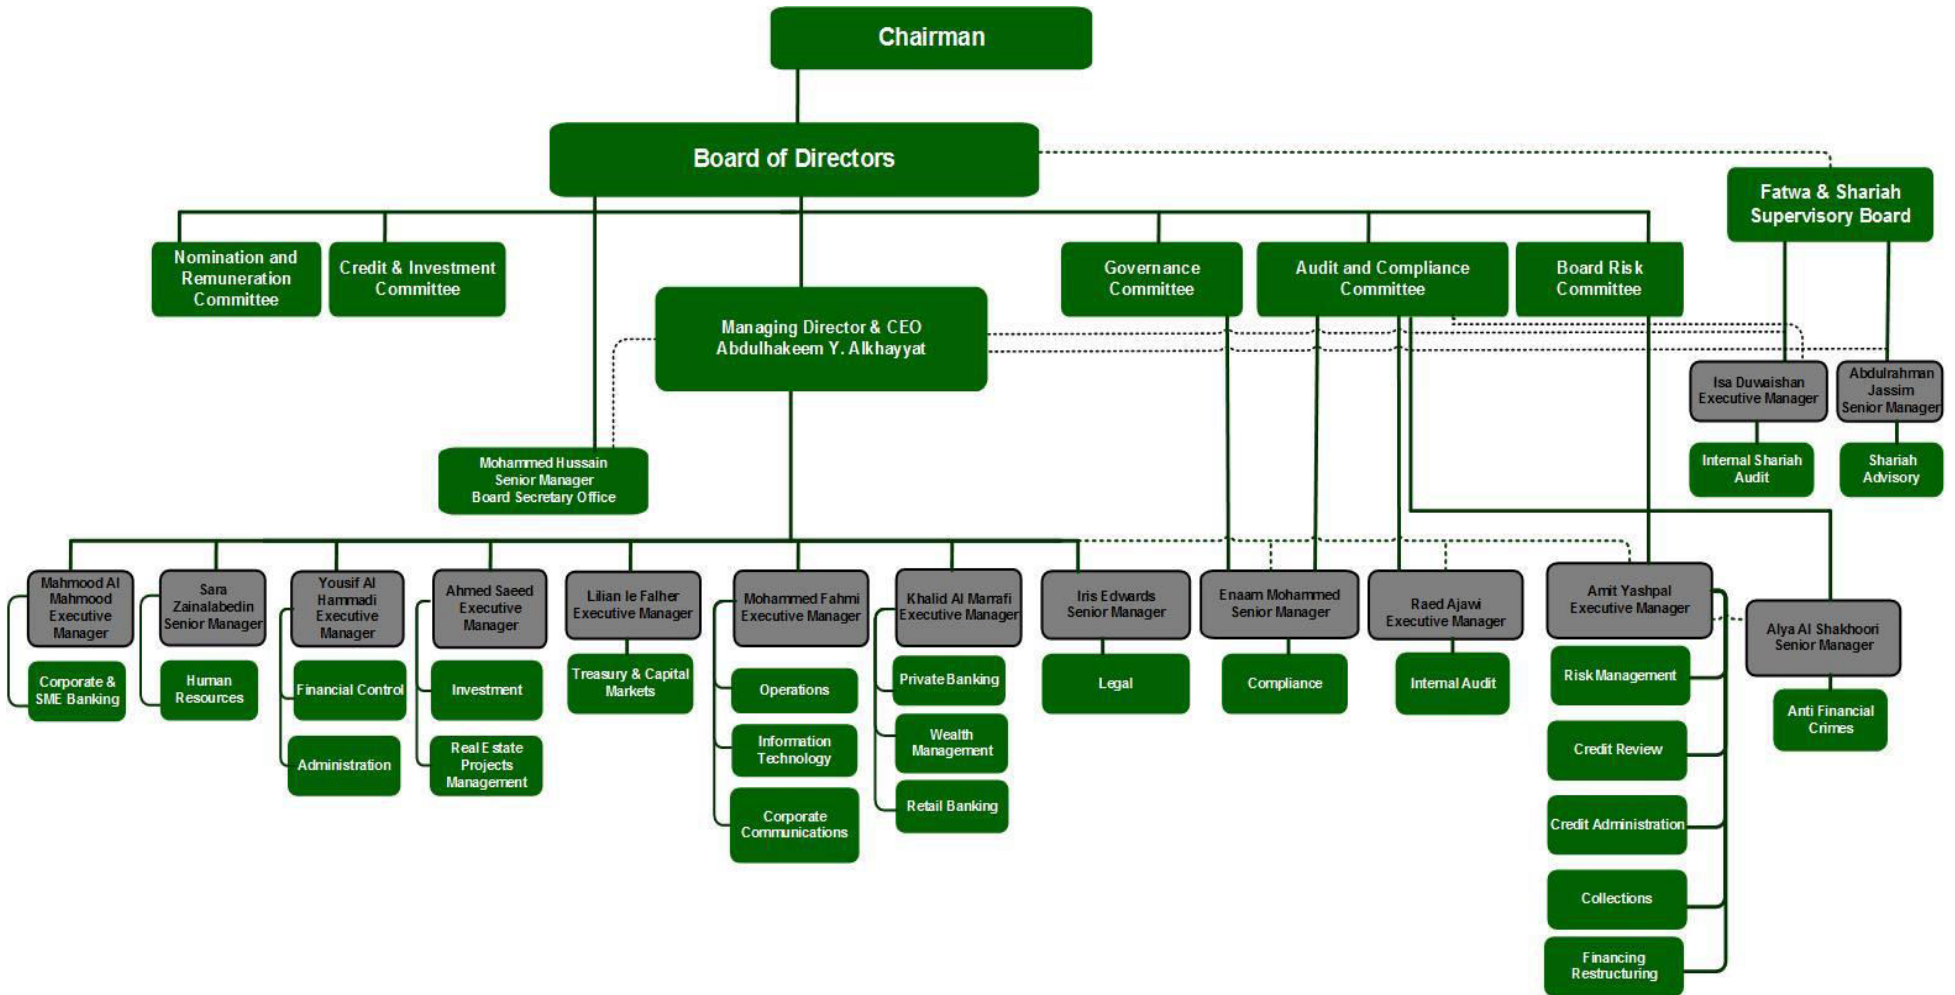 Chairman
Board of Directors
Fatwa & Shariah
Supervisory Board
Nomination and
Remuneration
Committee
Credit & Investment
Committee
Governance
Committee
Audit and Compliance
Committee
Board Risk
Committee
Managing Director & CEO
Abdulhakeem Y. Alkhayyat
Isa Duwaishan
Executive Manager
Abdulrahman
Jassim
Senior Manager
Internal Shariah
Audit
Shariah
Advisory
Mohammed Hussain
Senior Manager
Board Secretary Office
Mahmood Al
Mahmood
Executive
Manager
Sara
Zainalabedin
Senior Manager
Yousif Al
Hammadi
Executive
Manager
Ahmed Saeed
Executive
Manager
Lilian le Falher
Executive Manager
Mohammed Fahmi
Executive Manager
Khalid Al Marrafi
Executive Manager
Iris Edwards
Senior Manager
Enaam Mohammed
Senior Manager
Raed Ajawi
Executive Manager
Amit Yashpal
Executive Manager
Alya Al Shakhoori
Senior Manager
Corporate &
SME Banking
Human
Resources
Financial Control
Administration
Investment
Real Estate
Projects
Management
Treasury & Capital
Markets
Operations
Information
Technology
Corporate
Communications
Private Banking
Wealth
Management
Retail Banking
Legal
Compliance
Internal Audit
Risk Management
Credit Review
Credit Administration
Collections
Financing
Restructuring
Anti Financial
Crimes